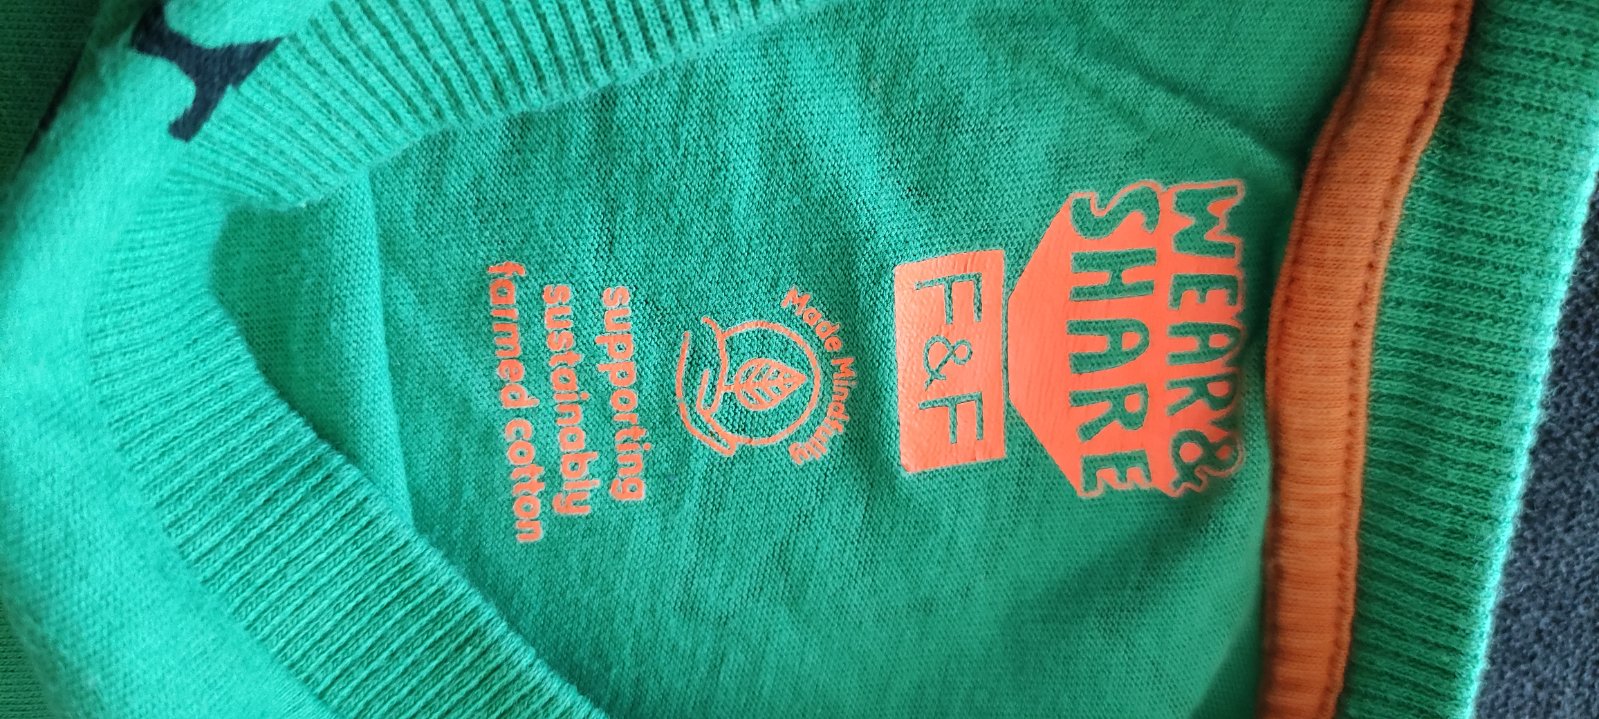 WEAR &
SHARE
F&F
Made Mindfully
supporting
sustainably
farmed cotton